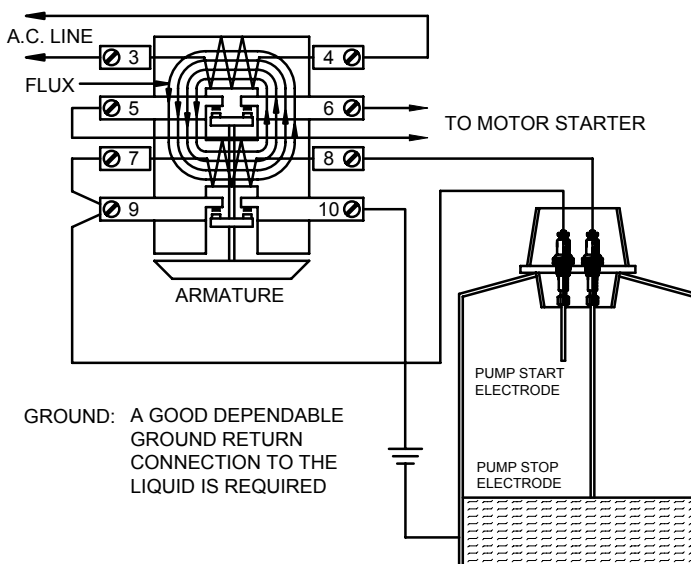 A.C. LINE
3
4
FLUX
5
6
TO MOTOR STARTER
7
8
9
10
ARMATURE
PUMP START
ELECTRODE
GROUND: A GOOD DEPENDABLE
GROUND RETURN
CONNECTION TO THE
LIQUID IS REQUIRED
PUMP STOP
ELECTRODE